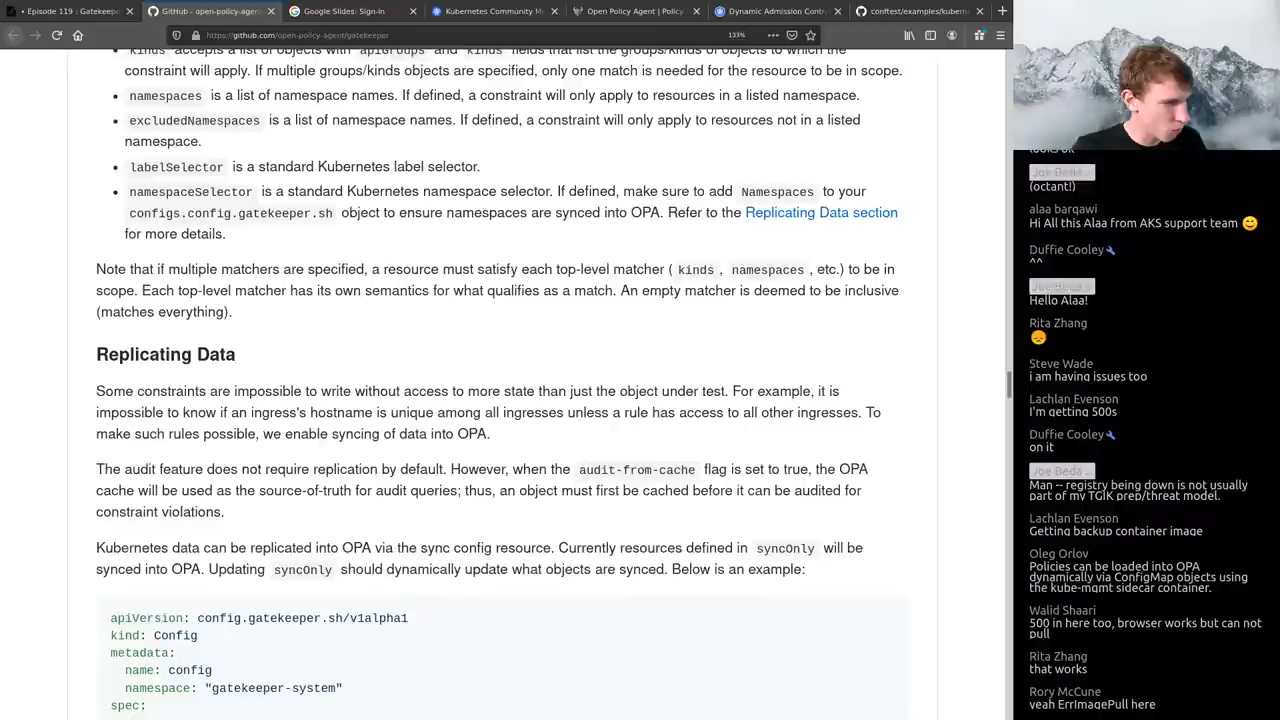 • Episode 119 : Gatekeepe
GitHub - open-policy-agen
Google Slides: Sign-in
Kubernetes Community M
Open Policy Agent | Policy
Dynamic Admission Contr
conftest/examples/kubern
https://github.com/open-policy-agent/gatekeeper
133%
kinds accepts a list of objects with apiGroups and kinds fields that list the groups/kinds of objects to which the
constraint will apply. If multiple groups/kinds objects are specified, only one match is needed for the resource to be in scope.
• namespaces is a list of namespace names. If defined, a constraint will only apply to resources in a listed namespace.
• excludedNamespaces is a list of namespace names. If defined, a constraint will only apply to resources not in a listed
namespace.
• labelSelector is a standard Kubernetes label selector.
• namespaceSelector is a standard Kubernetes namespace selector. If defined, make sure to add Namespaces to your
configs.config.gatekeeper.sh object to ensure namespaces are synced into OPA. Refer to the Replicating Data section
for more details.
Note that if multiple matchers are specified, a resource must satisfy each top-level matcher ( kinds , namespaces , etc.) to be in
scope. Each top-level matcher has its own semantics for what qualifies as a match. An empty matcher is deemed to be inclusive
(matches everything).
Replicating Data
Some constraints are impossible to write without access to more state than just the object under test. For example, it is
impossible to know if an ingress's hostname is unique among all ingresses unless a rule has access to all other ingresses. To
make such rules possible, we enable syncing of data into OPA.
The audit feature does not require replication by default. However, when the audit-from-cache flag is set to true, the OPA
cache will be used as the source-of-truth for audit queries; thus, an object must first be cached before it can be audited for
constraint violations.
Kubernetes data can be replicated into OPA via the sync config resource. Currently resources defined in syncOnly will be
synced into OPA. Updating syncOnly should dynamically update what objects are synced. Below is an example:
apiVersion: config.gatekeeper.sh/v1alpha1
kind: Config
metadata:
name: config
namespace: "gatekeeper-system"
spec:
looks ok
Joe Beda
(octant!)
alaa barqawi
Hi All this Alaa from AKS support team 😊
Duffie Cooley
^^
Hello Alaa!
Rita Zhang
😞
Steve Wade
i am having issues too
Lachlan Evenson
I'm getting 500s
Duffie Cooley
on it
Joe Beda
Man -- registry being down is not usually
part of my TGIK prep/threat model.
Lachlan Evenson
Getting backup container image
Oleg Orlov
Policies can be loaded into OPA
dynamically via ConfigMap objects using
the kube-mgmt sidecar container.
Walid Shaari
500 in here too, browser works but can not
pull
Rita Zhang
that works
Rory McCune
yeah ErrImagePull here